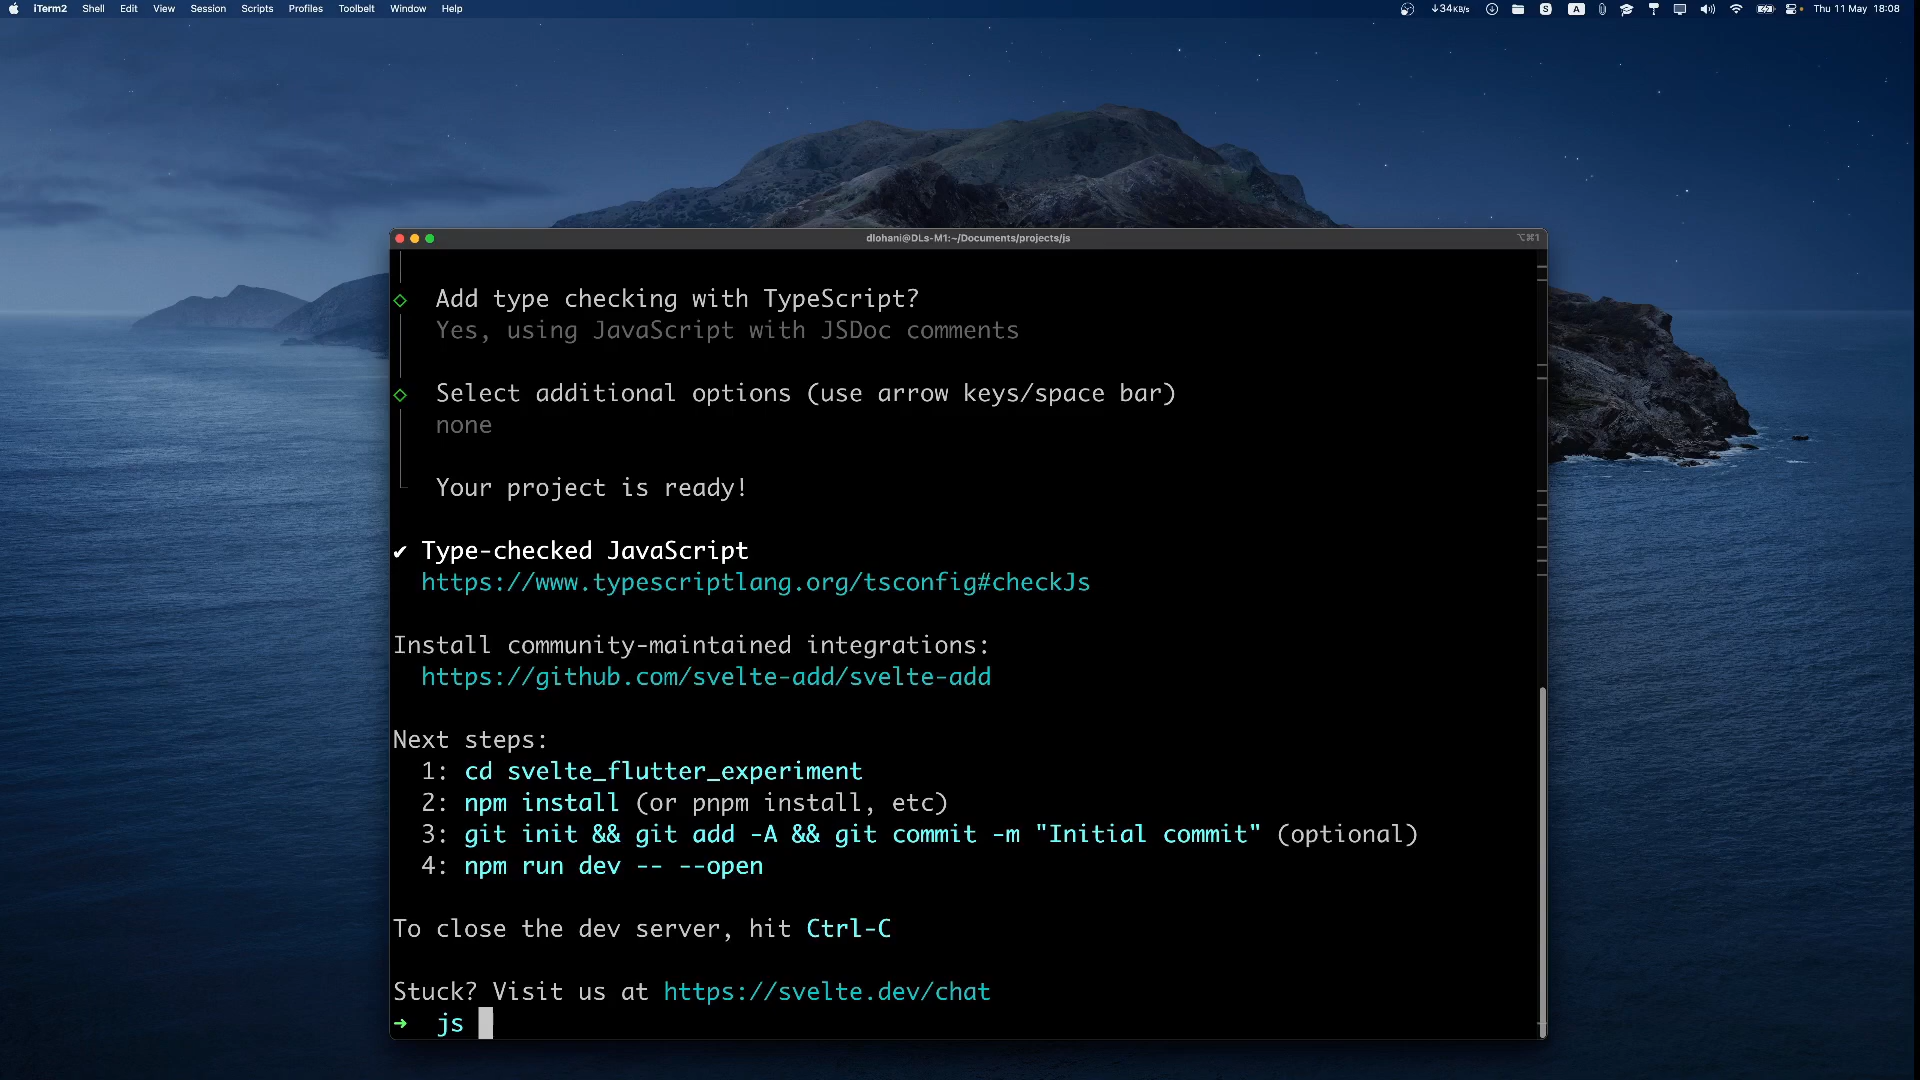 iTerm2 Shell Edit View Session Scripts Profiles Toolbelt Window Help
↓34KB/s S A Thu 11 May 18:08
dlohani@DLs-M1:~/Documents/projects/js
⌥⌘1
Add type checking with TypeScript?
Yes, using JavaScript with JSDoc comments
Select additional options (use arrow keys/space bar)
none
Your project is ready!
✔ Type-checked JavaScript
https://www.typescriptlang.org/tsconfig#checkJs
Install community-maintained integrations:
https://github.com/svelte-add/svelte-add
Next steps:
1: cd svelte_flutter_experiment
2: npm install (or pnpm install, etc)
3: git init && git add -A && git commit -m "Initial commit" (optional)
4: npm run dev -- --open
To close the dev server, hit Ctrl-C
Stuck? Visit us at https://svelte.dev/chat
➜ js